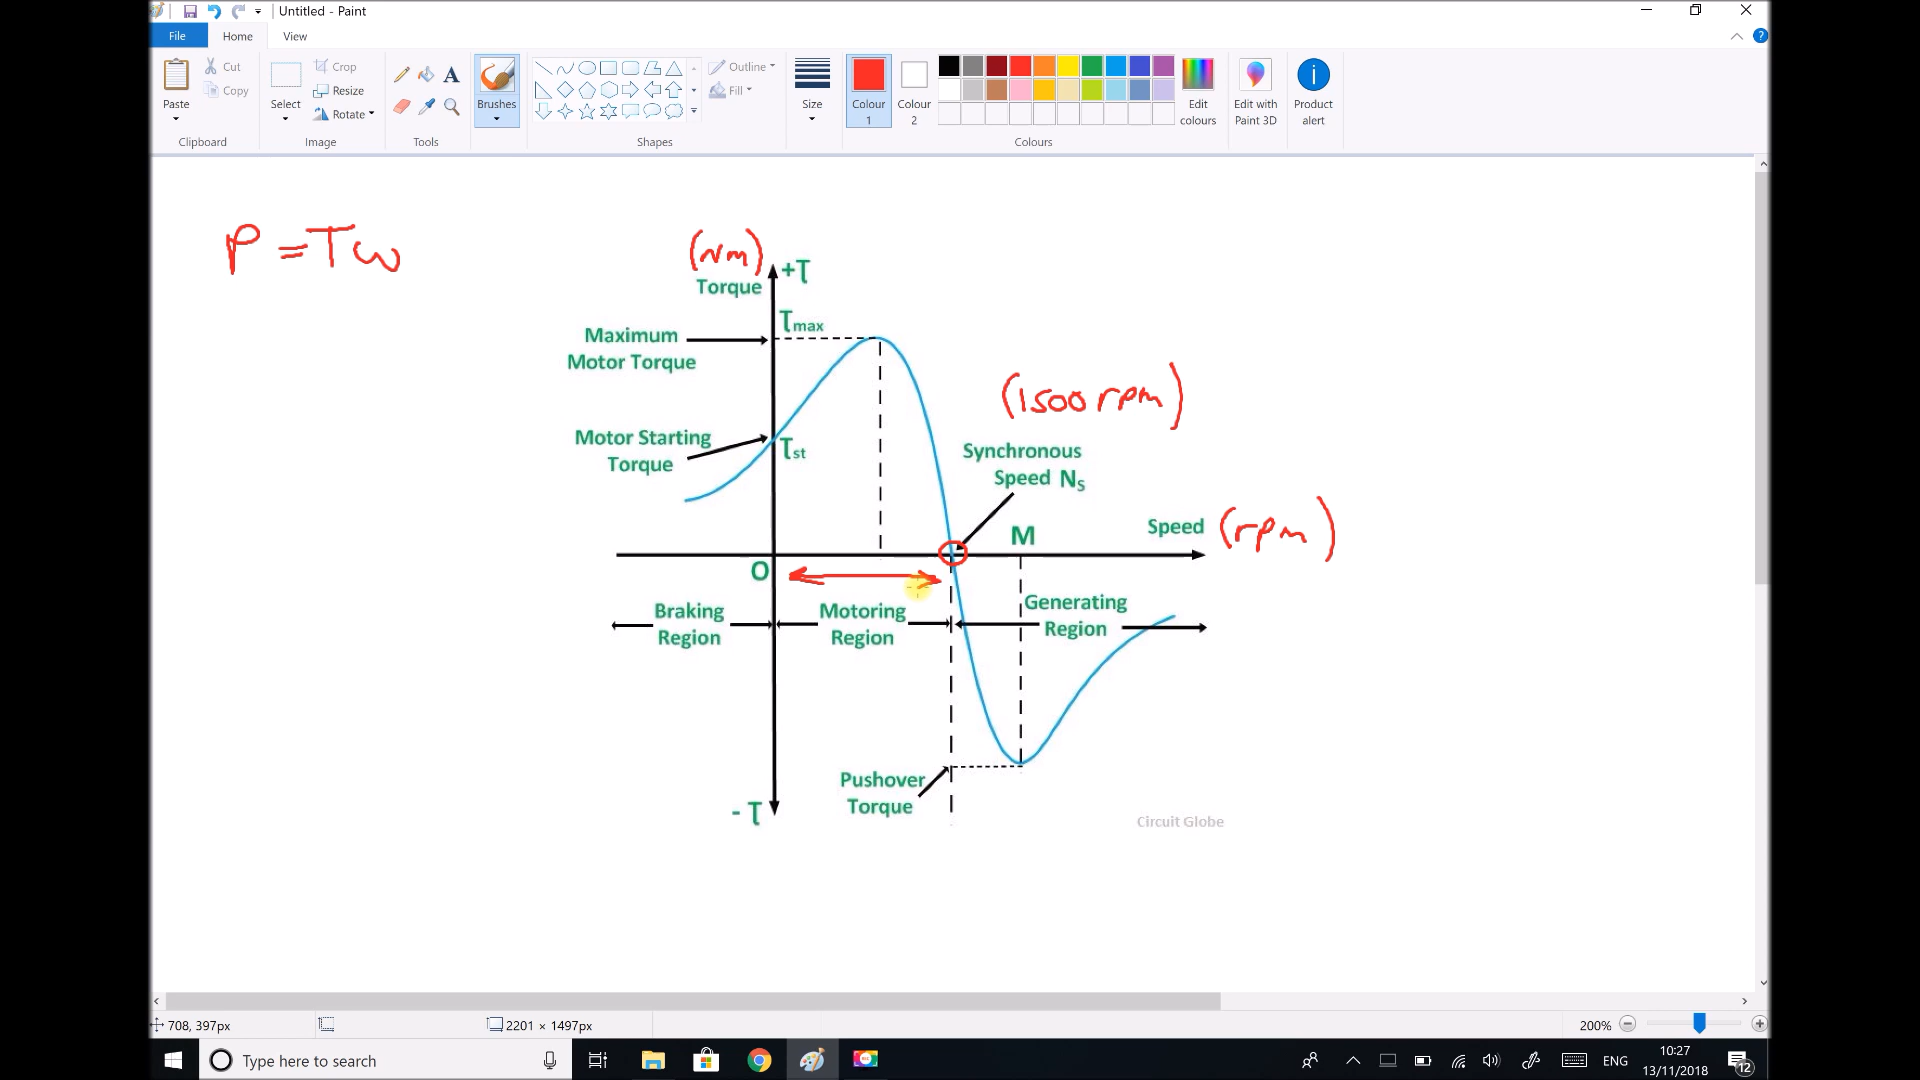 Untitled - Paint
File
Home
View
Paste
Cut
Copy
Clipboard
Select
Crop
Resize
Rotate
Image
Tools
Brushes
Shapes
Outline
Fill
Size
Colour 1
Colour 2
Edit colours
Edit with Paint 3D
Product alert
Colours
P = Tω
(Nm)
+τ
Torque
τmax
Maximum
Motor Torque
(1500 rpm)
Motor Starting
Torque
τst
Synchronous
Speed Ns
M
Speed (rpm)
O
Braking
Region
Motoring
Region
Generating
Region
Pushover
Torque
- τ
Circuit Globe
708, 397px
2201 × 1497px
200%
Type here to search
ENG
10:27
13/11/2018
12